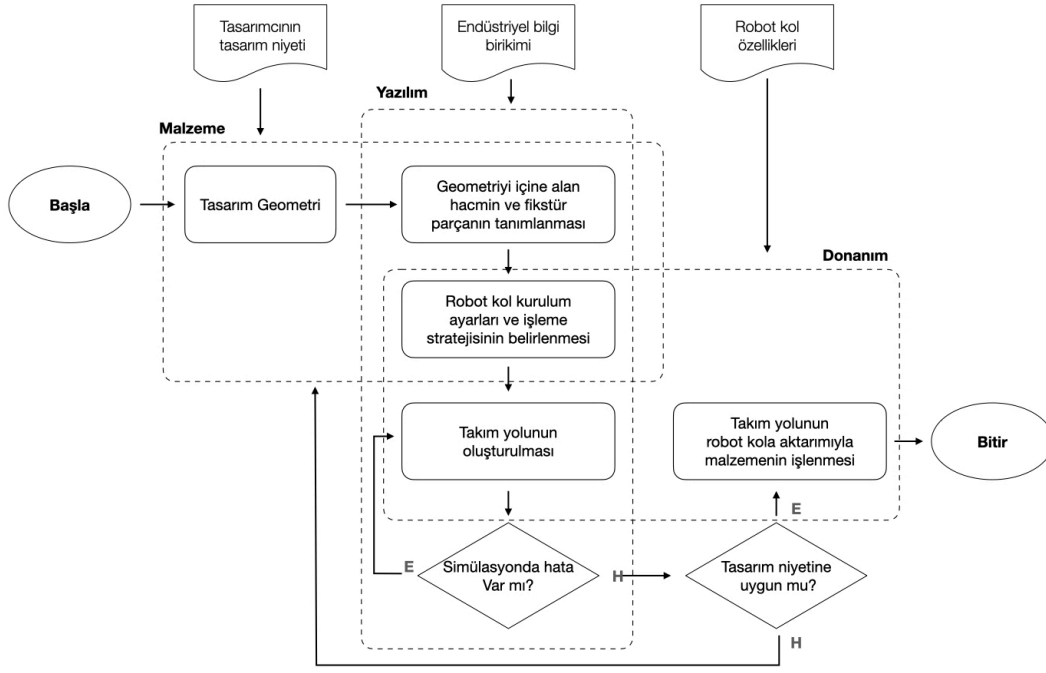 Tasarımcının
tasarım niyeti
Endüstriyel bilgi
birikimi
Robot kol
özellikleri
Yazılım
Malzeme
Başla
Tasarım Geometri
Geometriyi içine alan
hacmin ve fikstür
parçanın tanımlanması
Donanım
Robot kol kurulum
ayarları ve işleme
stratejisinin belirlenmesi
Takım yolunun
oluşturulması
Takım yolunun
robot kola aktarımıyla
malzemenin işlenmesi
Bitir
E
Simülasyonda hata
Var mı?
E
H
Tasarım niyetine
uygun mu?
H